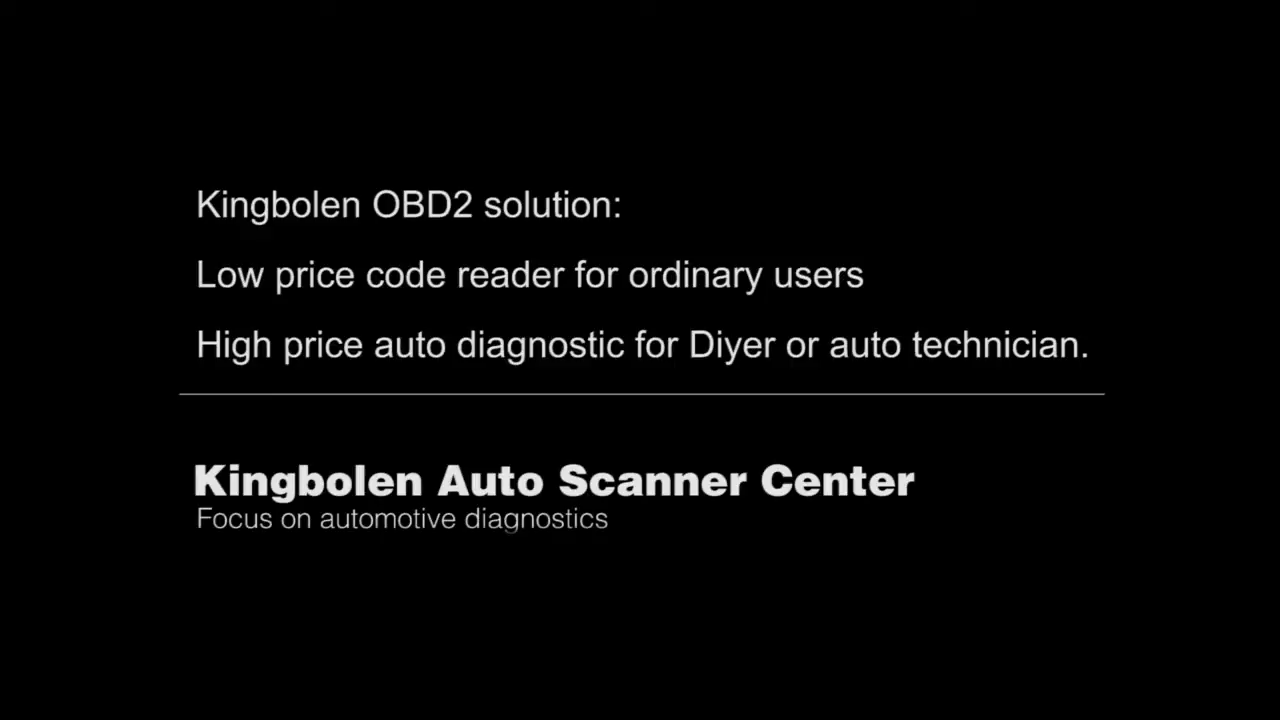 Kingbolen OBD2 solution:
Low price code reader for ordinary users
High price auto diagnostic for Diyer or auto technician.
Kingbolen Auto Scanner Center
Focus on automotive diagnostics